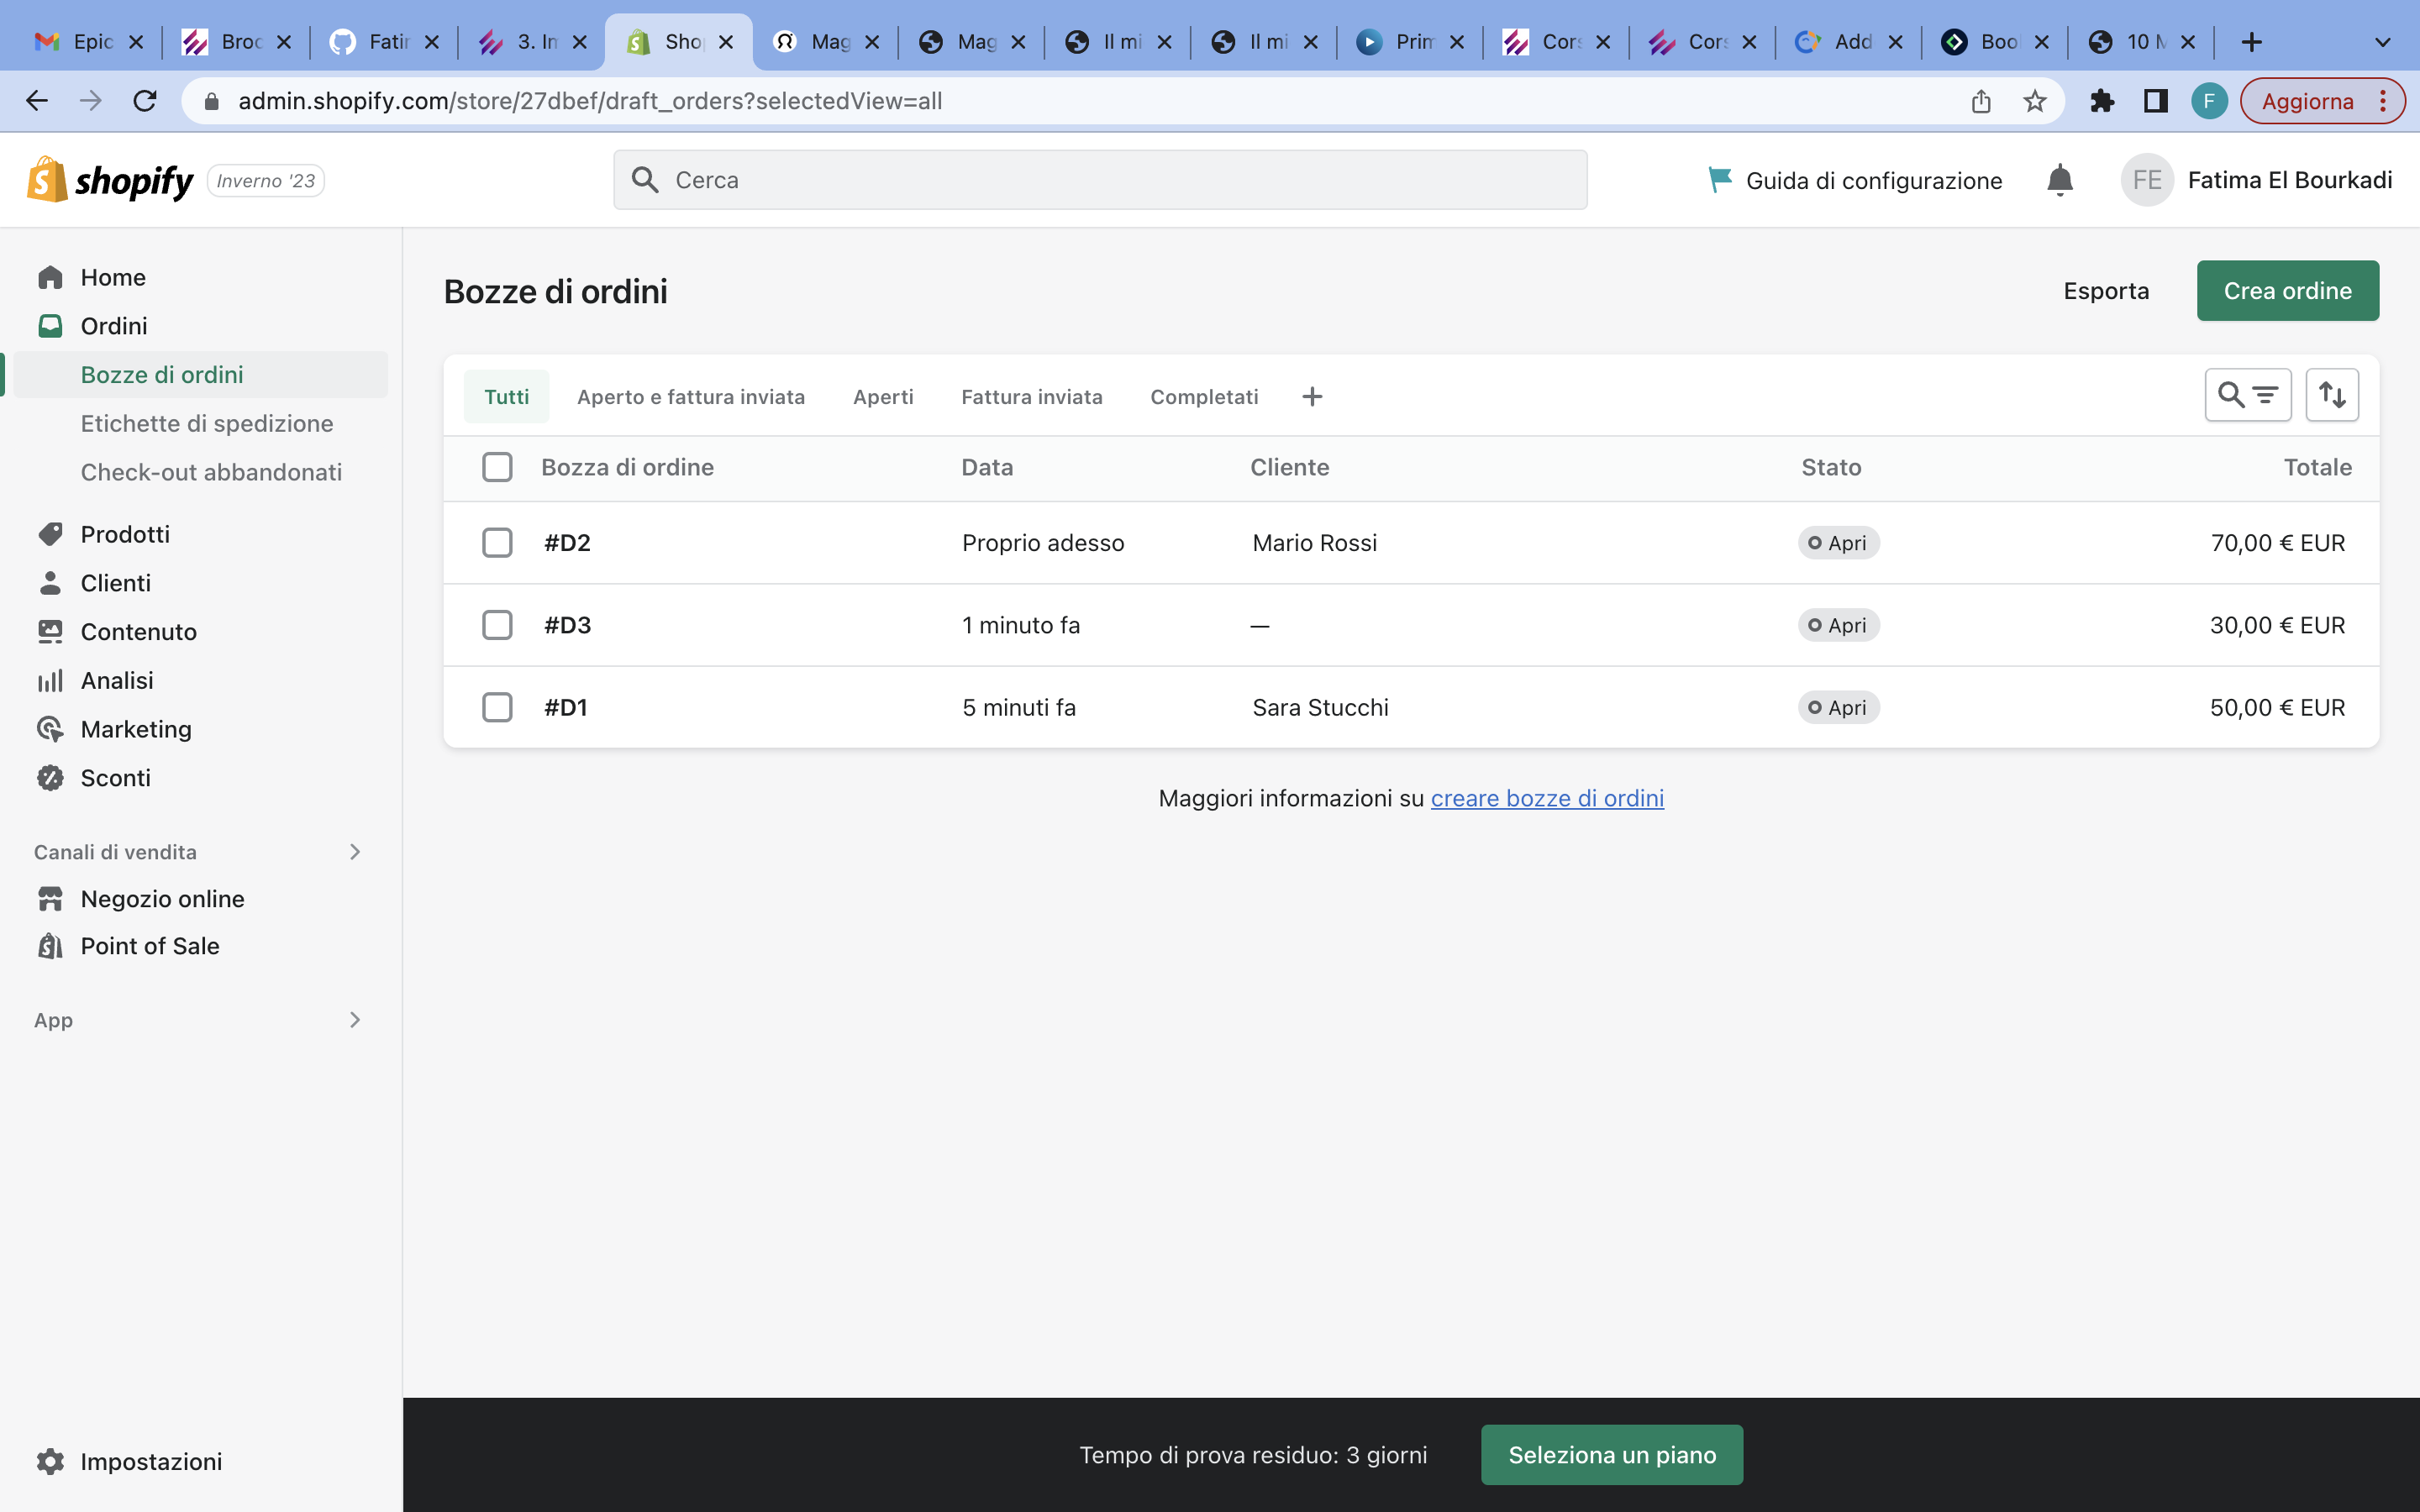 Epic
Broc
Fatir
3. In
Sho
Mag
Mag
Il mi
Il mi
Prim
Cors
Cors
Add
Boo
10 M
admin.shopify.com/store/27dbef/draft_orders?selectedView=all
F
Aggiorna
shopify
Inverno '23
Cerca
Guida di configurazione
FE
Fatima El Bourkadi
Home
Ordini
Bozze di ordini
Etichette di spedizione
Check-out abbandonati
Prodotti
Clienti
Contenuto
Analisi
Marketing
Sconti
Canali di vendita
Negozio online
Point of Sale
App
Impostazioni
Bozze di ordini
Esporta
Crea ordine
Tutti
Aperto e fattura inviata
Aperti
Fattura inviata
Completati
Bozza di ordine Data Cliente Stato Totale
#D2 Proprio adesso Mario Rossi Apri 70,00 € EUR
#D3 1 minuto fa — Apri 30,00 € EUR
#D1 5 minuti fa Sara Stucchi Apri 50,00 € EUR
Maggiori informazioni su creare bozze di ordini
Tempo di prova residuo: 3 giorni
Seleziona un piano